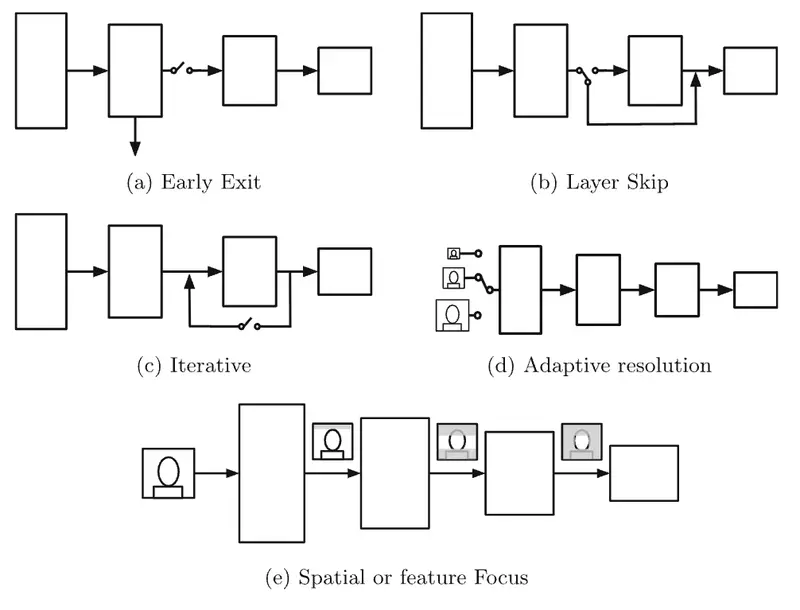 (a) Early Exit
(b) Layer Skip
(c) Iterative
(d) Adaptive resolution
(e) Spatial or feature Focus